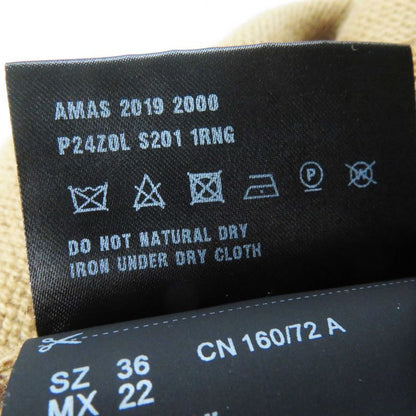 AMAS 2019 2000
P24Z0L S201 1RNG
P W
DO NOT NATURAL DRY
IRON UNDER DRY CLOTH
SZ 36 CN 160/72 A
MX 22